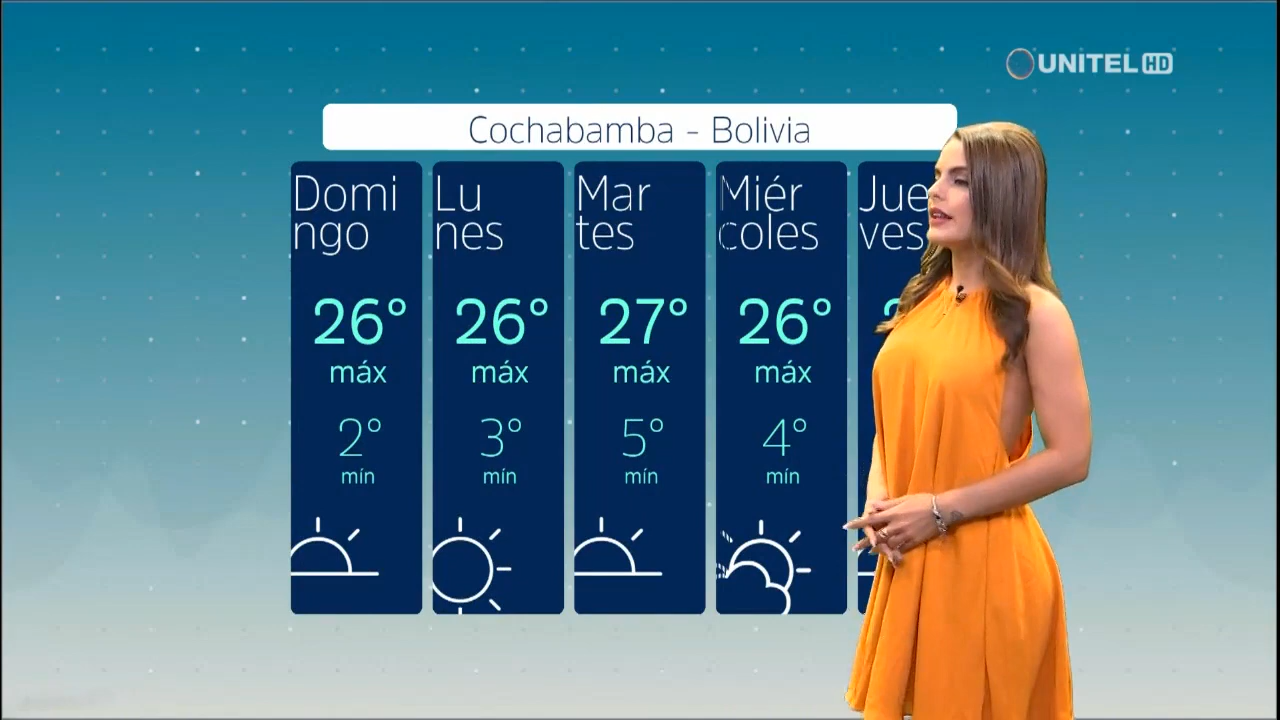 UNITEL HD
Cochabamba - Bolivia
Domi
ngo
26°
máx
2°
mín
Lu
nes
26°
máx
3°
mín
Mar
tes
27°
máx
5°
mín
Miér
coles
26°
máx
4°
mín
Jue
ves